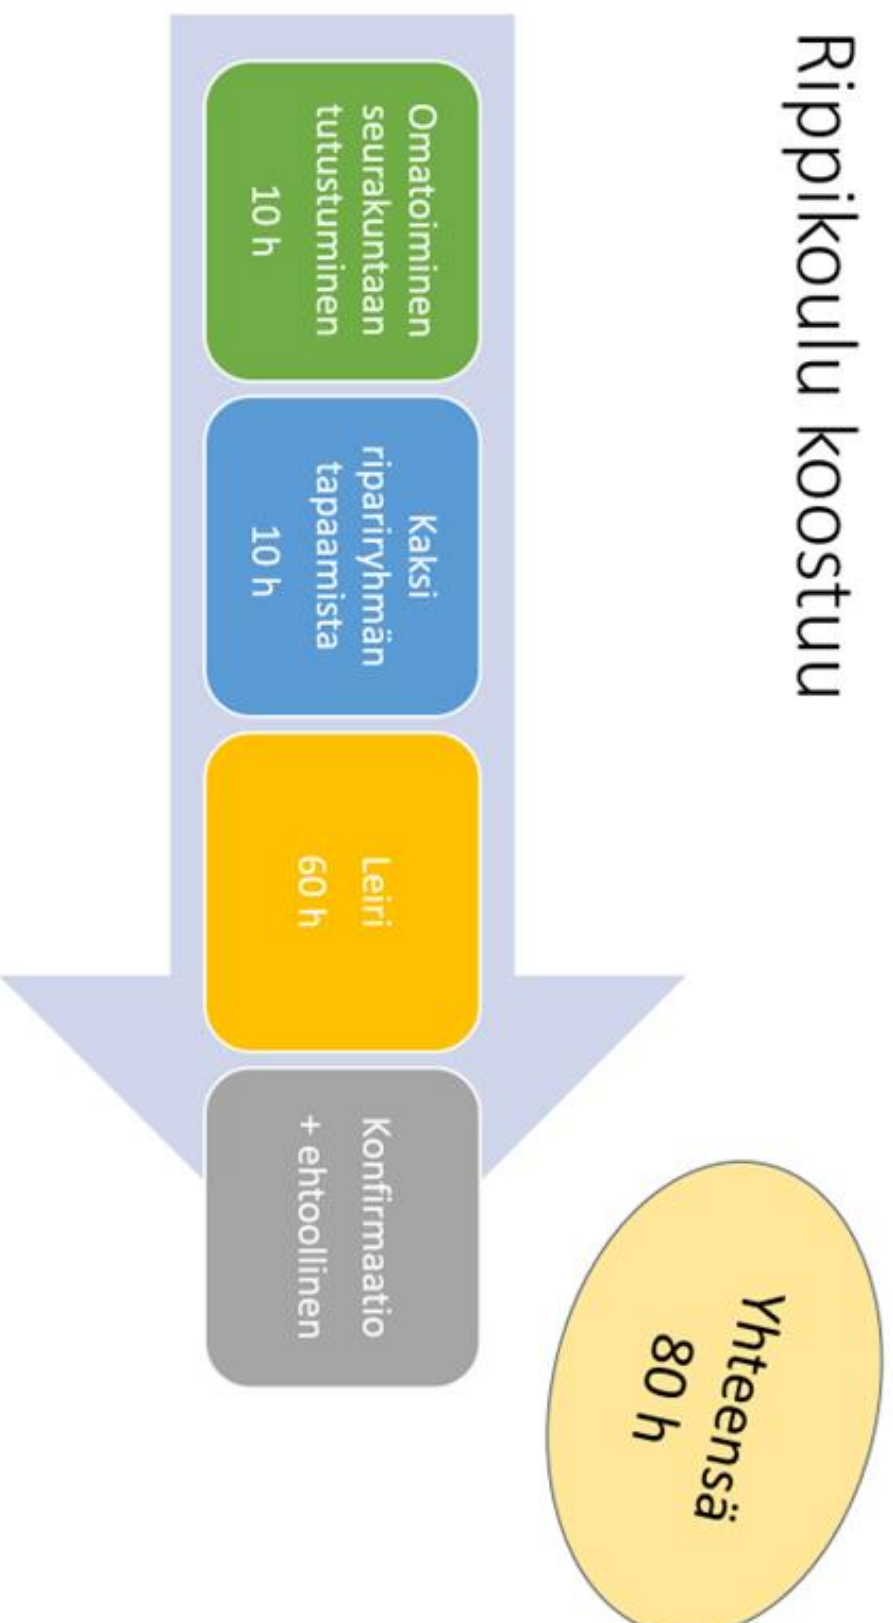 Rippikoulu koostuu
Omatoiminen
seurakuntaan
tutustuminen
10 h
Kaksi
ripariryhmän
tapaamista
10 h
Leiri
60 h
Konfirmaatio
+ ehtoollinen
Yhteensä
80 h